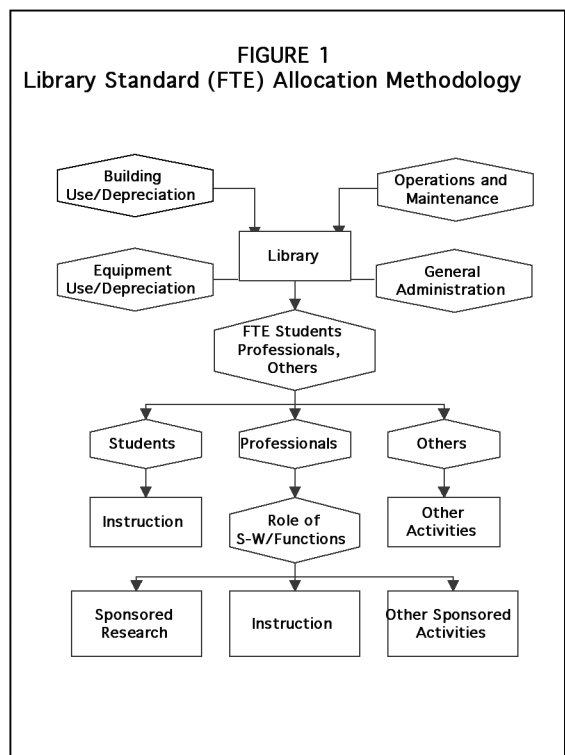 FIGURE 1
Library Standard (FTE) Allocation Methodology
Building
Use/Depreciation
Operations and
Maintenance
Library
Equipment
Use/Depreciation
General
Administration
FTE Students
Professionals,
Others
Students
Professionals
Others
Instruction
Role of
S-W/Functions
Other
Activities
Sponsored
Research
Instruction
Other Sponsored
Activities